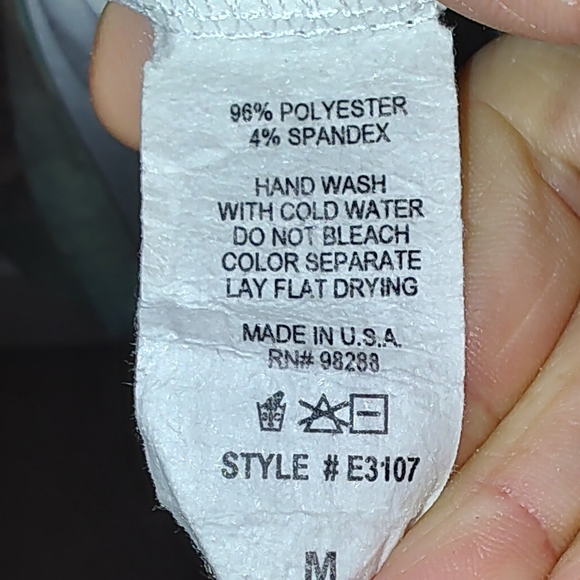 96% POLYESTER
4% SPANDEX
HAND WASH
WITH COLD WATER
DO NOT BLEACH
COLOR SEPARATE
LAY FLAT DRYING
MADE IN U.S.A.
RN# 98288
STYLE # E3107
M